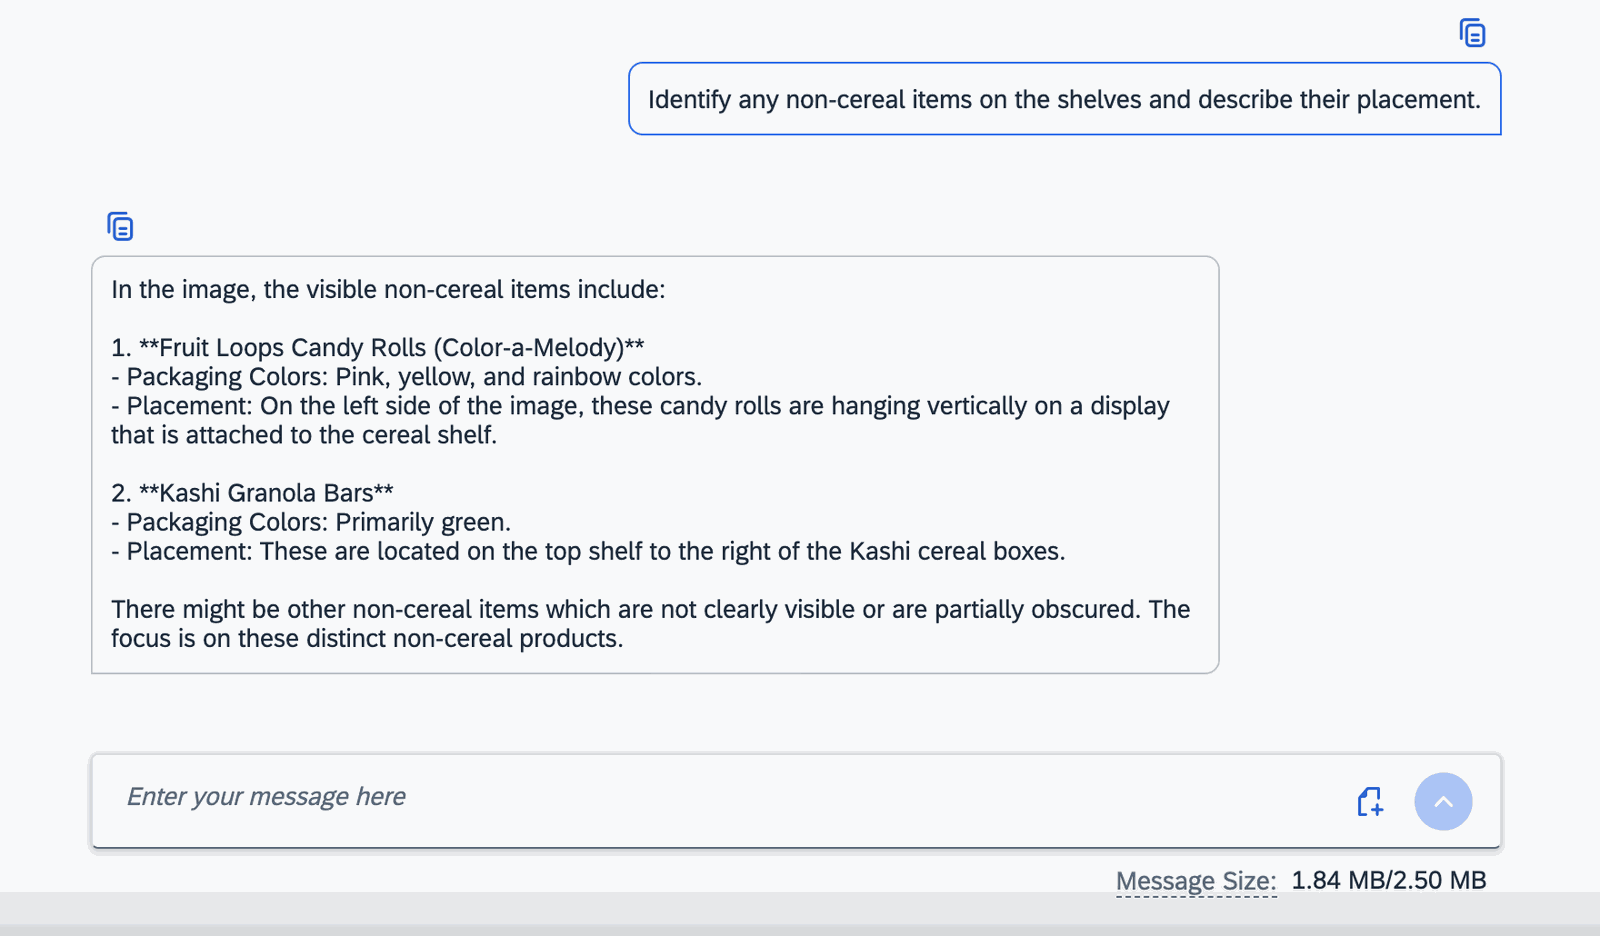 Identify any non-cereal items on the shelves and describe their placement.
In the image, the visible non-cereal items include:
1. **Fruit Loops Candy Rolls (Color-a-Melody)**
- Packaging Colors: Pink, yellow, and rainbow colors.
- Placement: On the left side of the image, these candy rolls are hanging vertically on a display
that is attached to the cereal shelf.
2. **Kashi Granola Bars**
- Packaging Colors: Primarily green.
- Placement: These are located on the top shelf to the right of the Kashi cereal boxes.
There might be other non-cereal items which are not clearly visible or are partially obscured. The
focus is on these distinct non-cereal products.
Enter your message here
Message Size: 1.84 MB/2.50 MB